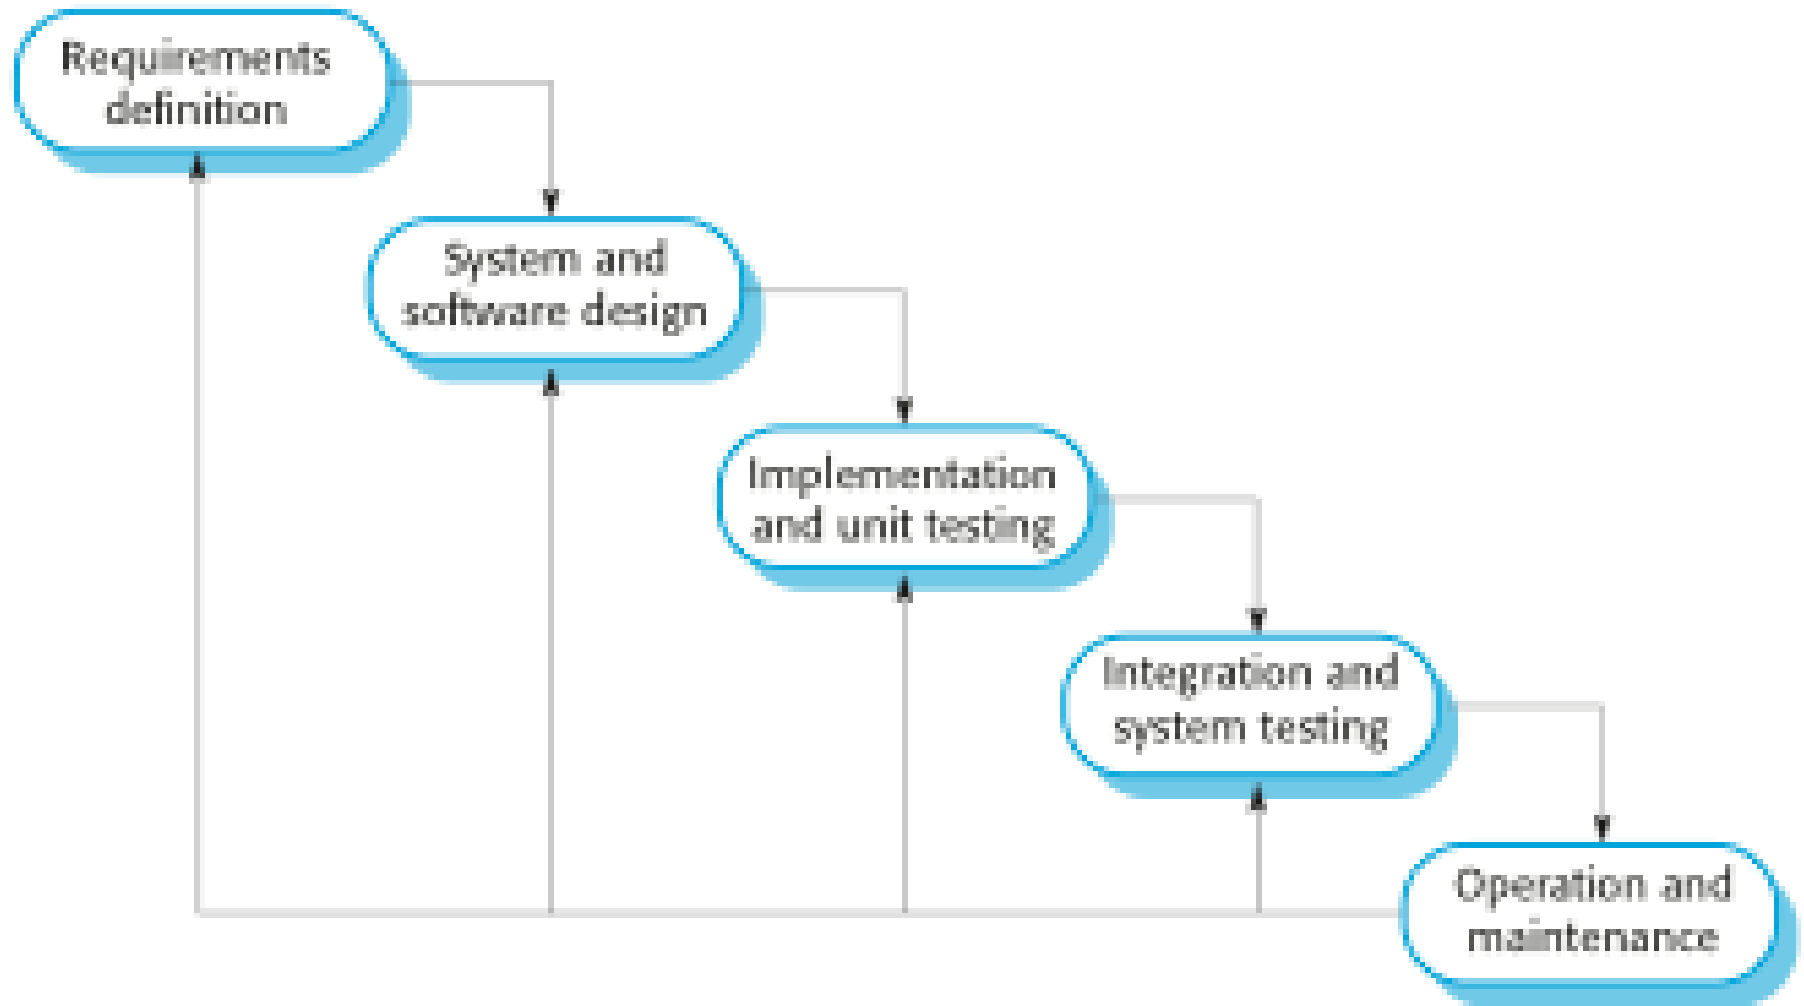 Requirements
definition
System and
software design
Implementation
and unit testing
Integration and
system testing
Operation and
maintenance